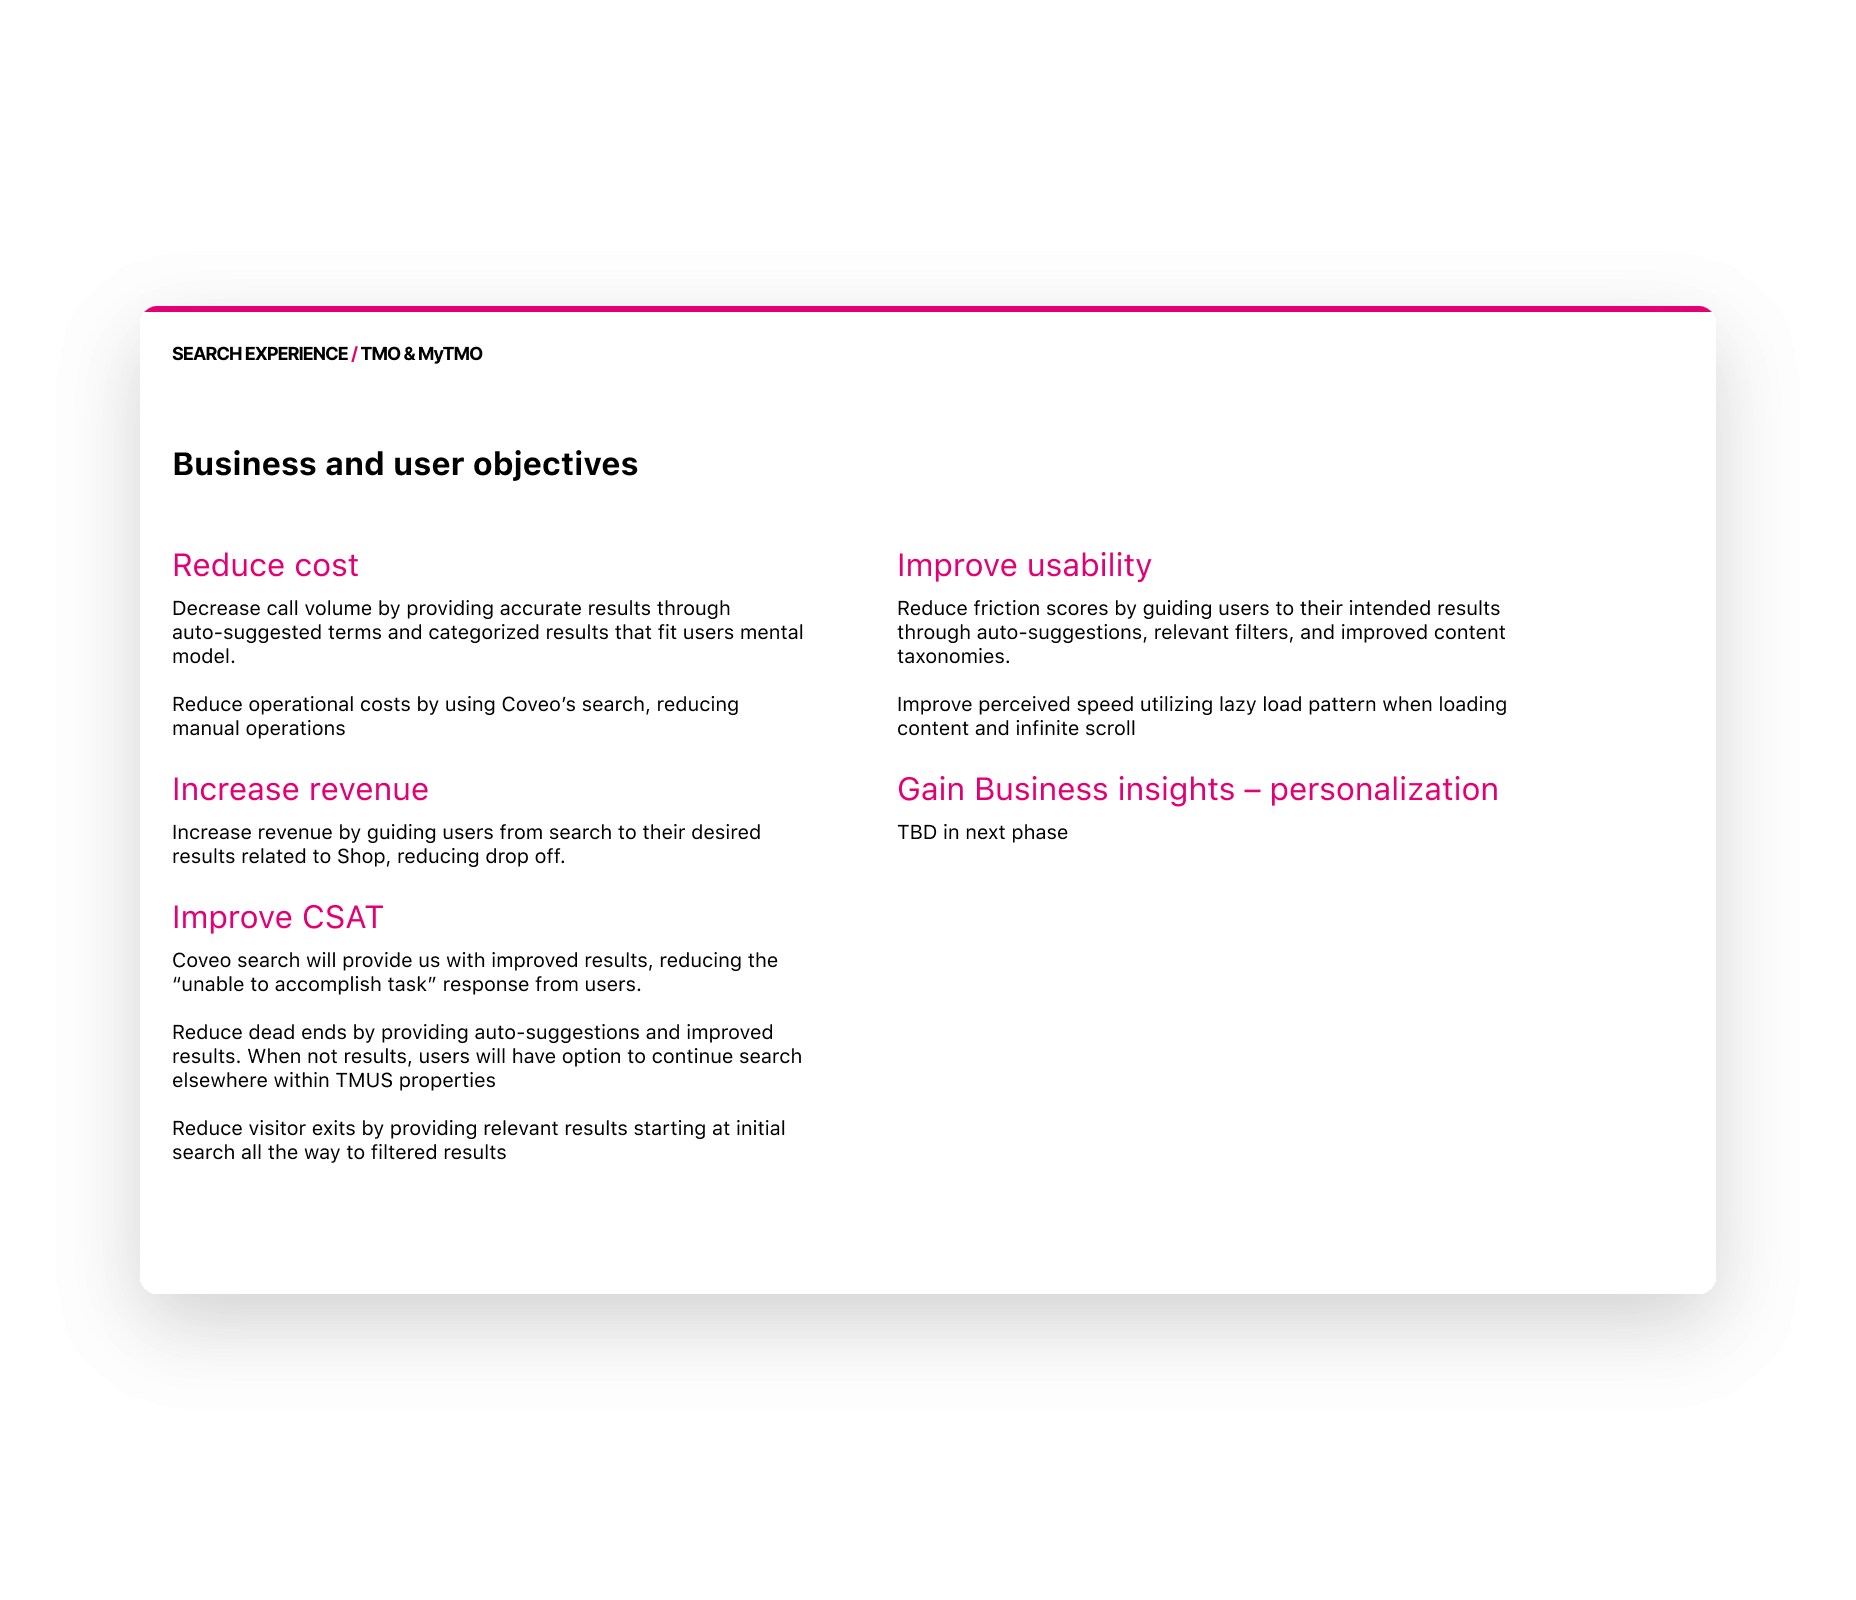 SEARCH EXPERIENCE / TMO & MyTMO
Business and user objectives
Reduce cost
Decrease call volume by providing accurate results through
auto-suggested terms and categorized results that fit users mental
model.
Reduce operational costs by using Coveo’s search, reducing
manual operations
Increase revenue
Increase revenue by guiding users from search to their desired
results related to Shop, reducing drop off.
Improve CSAT
Coveo search will provide us with improved results, reducing the
“unable to accomplish task” response from users.
Reduce dead ends by providing auto-suggestions and improved
results. When not results, users will have option to continue search
elsewhere within TMUS properties
Reduce visitor exits by providing relevant results starting at initial
search all the way to filtered results
Improve usability
Reduce friction scores by guiding users to their intended results
through auto-suggestions, relevant filters, and improved content
taxonomies.
Improve perceived speed utilizing lazy load pattern when loading
content and infinite scroll
Gain Business insights – personalization
TBD in next phase